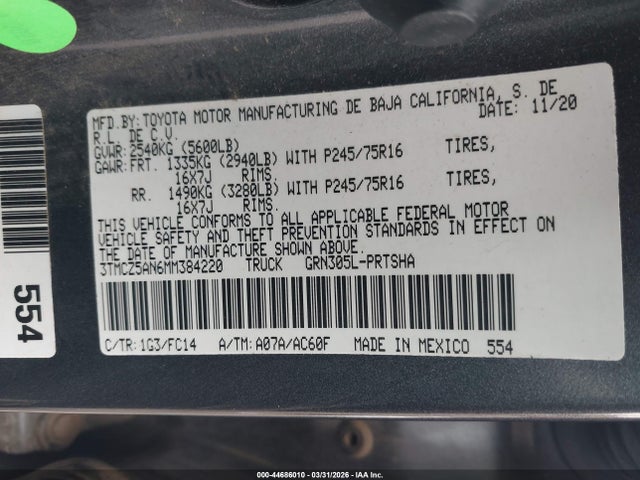 MFD.BY: TOYOTA MOTOR MANUFACTURING DE BAJA CALIFORNIA, S. DE
R L. DE C.V. DATE: 11/20
GVWR: 2540KG (5600LB)
GAWR: FRT. 1335KG (2940LB) WITH P245/75R16 TIRES,
16X7J RIMS.
RR. 1490KG (3280LB) WITH P245/75R16 TIRES,
16X7J RIMS.
THIS VEHICLE CONFORMS TO ALL APPLICABLE FEDERAL MOTOR
VEHICLE SAFETY AND THEFT PREVENTION STANDARDS IN EFFECT ON
THE DATE OF MANUFACTURE SHOWN ABOVE.
3TMCZ5AN6MM384220 TRUCK GRN305L-PRTSHA
C/TR: 1G3/FC14 A/TM: A07A/AC60F MADE IN MEXICO 554
554
000-44686010 - 03/31/2026 - IAAI INC.